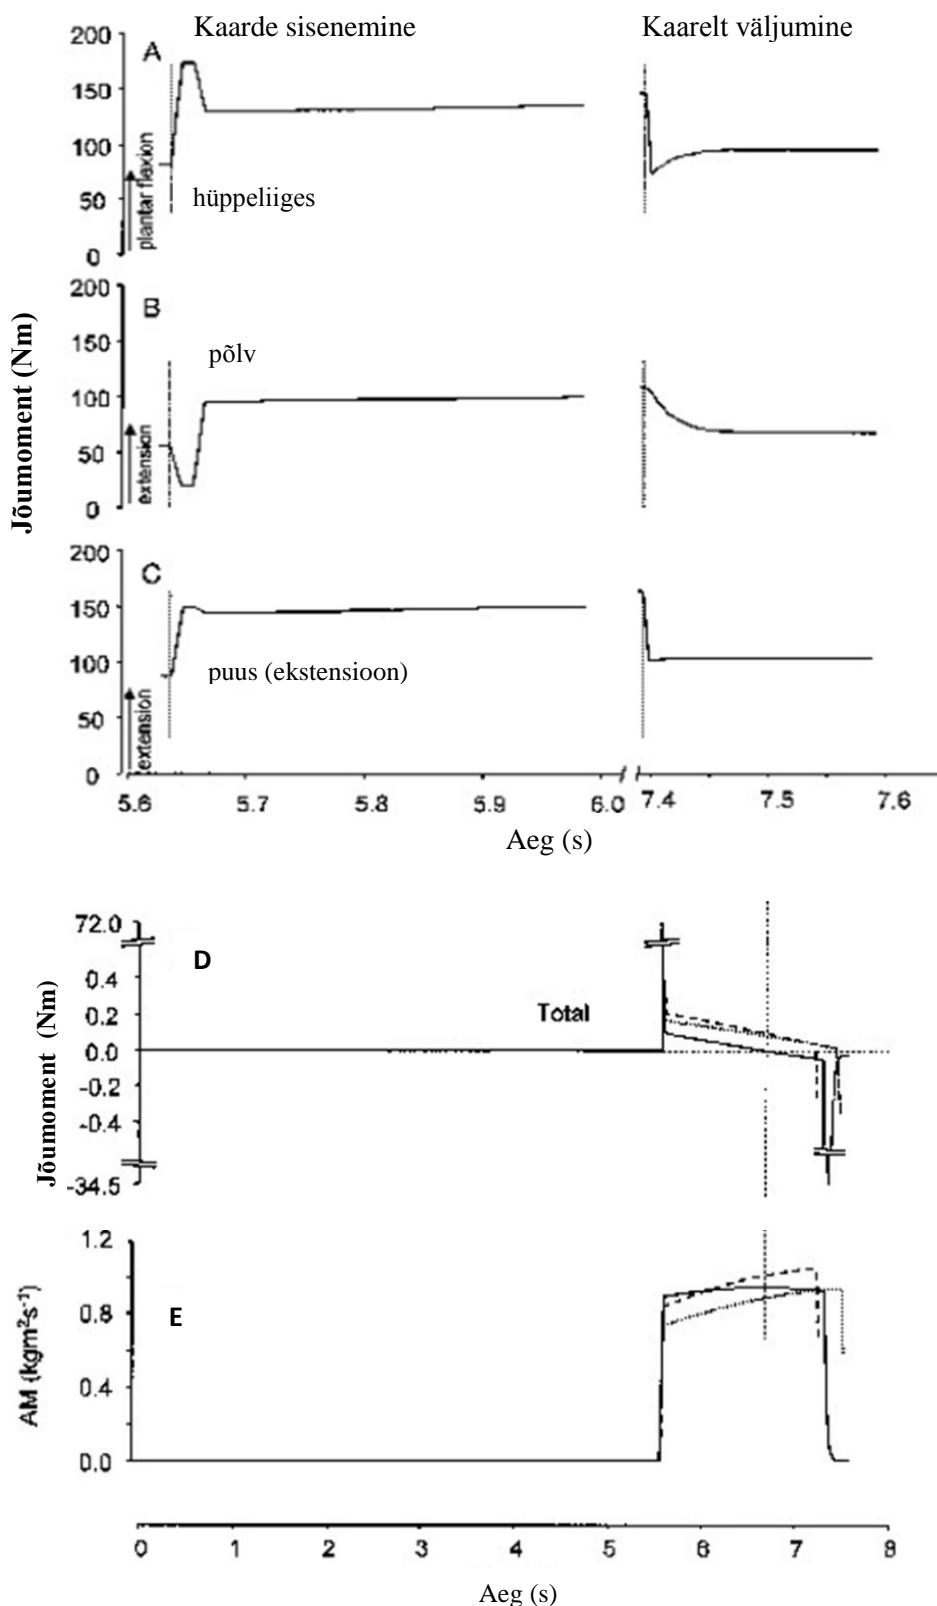 Kaarde sisenemine
Kaarelt väljumine
Jõumoment (Nm)
A
200
150
100
50
0
plantar flaxion
hüppeliiges
B
200
150
100
50
0
extension
põlv
C
200
150
100
50
0
extension
puus (ekstensioon)
5.6 5.7 5.8 5.9 6.0 7.4 7.5 7.6
Aeg (s)
Jõumoment (Nm)
D
72.0
0.4
0.2
0.0
-0.2
-0.4
-34.5
Total
AM (kgm²s⁻¹)
E
1.2
0.8
0.4
0.0
0 1 2 3 4 5 6 7 8
Aeg (s)